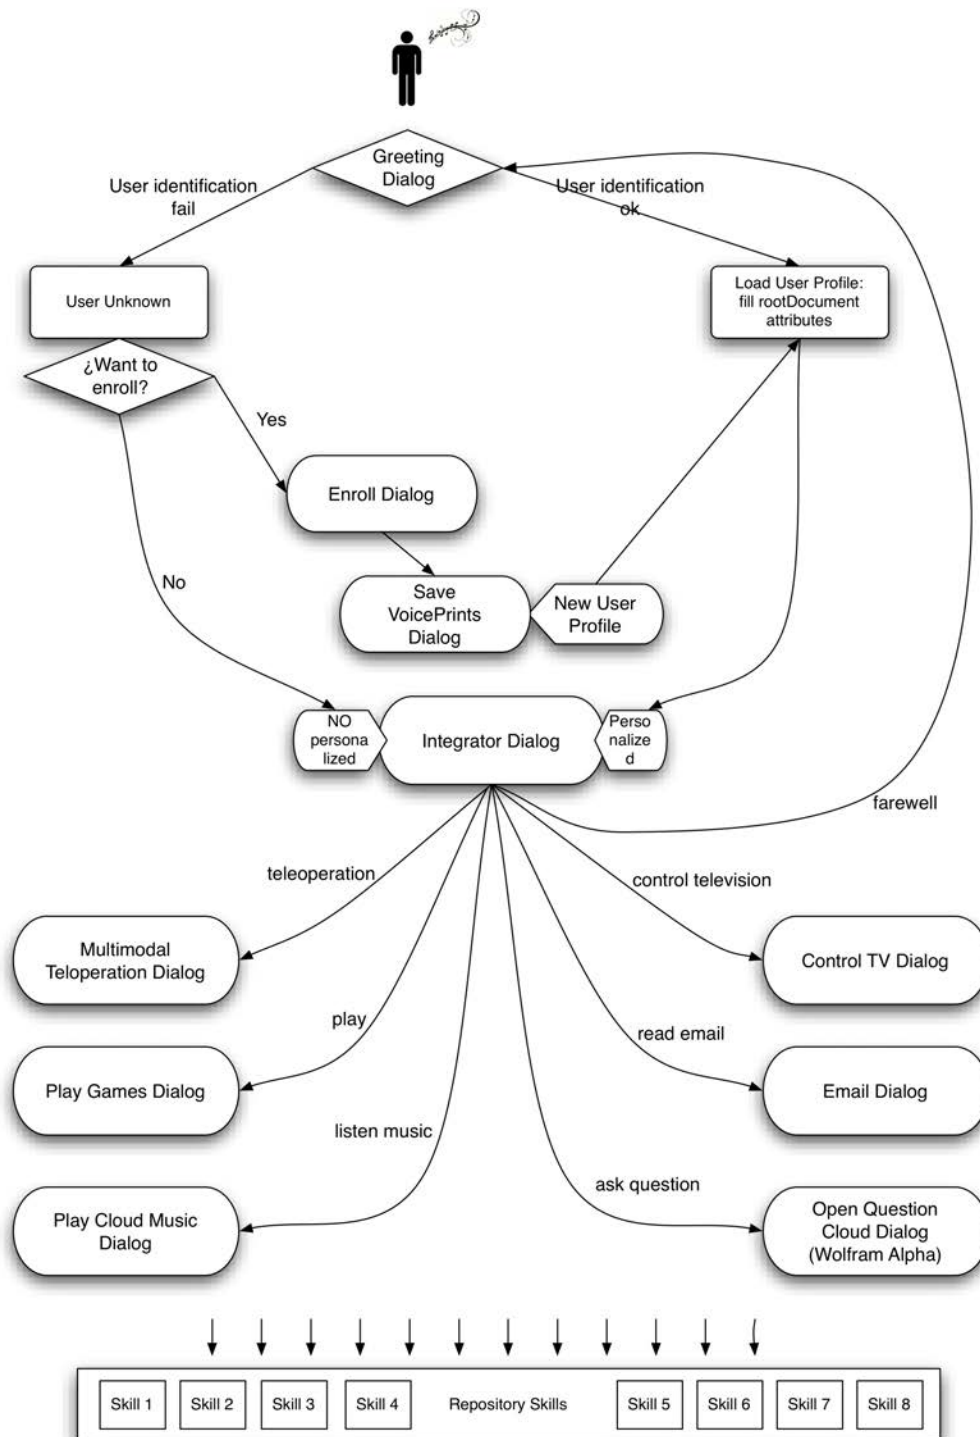 Greeting
Dialog
User identification
fail
User identification
ok
User Unknown
Load User Profile:
fill rootDocument
attributes
¿Want to
enroll?
Yes
Enroll Dialog
No
Save
VoicePrints
Dialog
New User
Profile
NO
persona
lized
Integrator Dialog
Perso
nalize
d
farewell
teleoperation
control television
Multimodal
Teloperation Dialog
Control TV Dialog
play
read email
Play Games Dialog
Email Dialog
listen music
ask question
Play Cloud Music
Dialog
Open Question
Cloud Dialog
(Wolfram Alpha)
Skill 1
Skill 2
Skill 3
Skill 4
Repository Skills
Skill 5
Skill 6
Skill 7
Skill 8